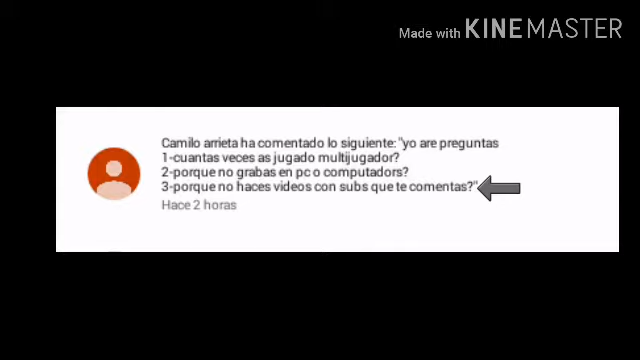 Made with KINEMASTER
Camilo arrieta ha comentado lo siguiente: "yo are preguntas
1-cuantas veces as jugado multijugador?
2-porque no grabas en pc o computadors?
3-porque no haces videos con subs que te comentas?"
Hace 2 horas